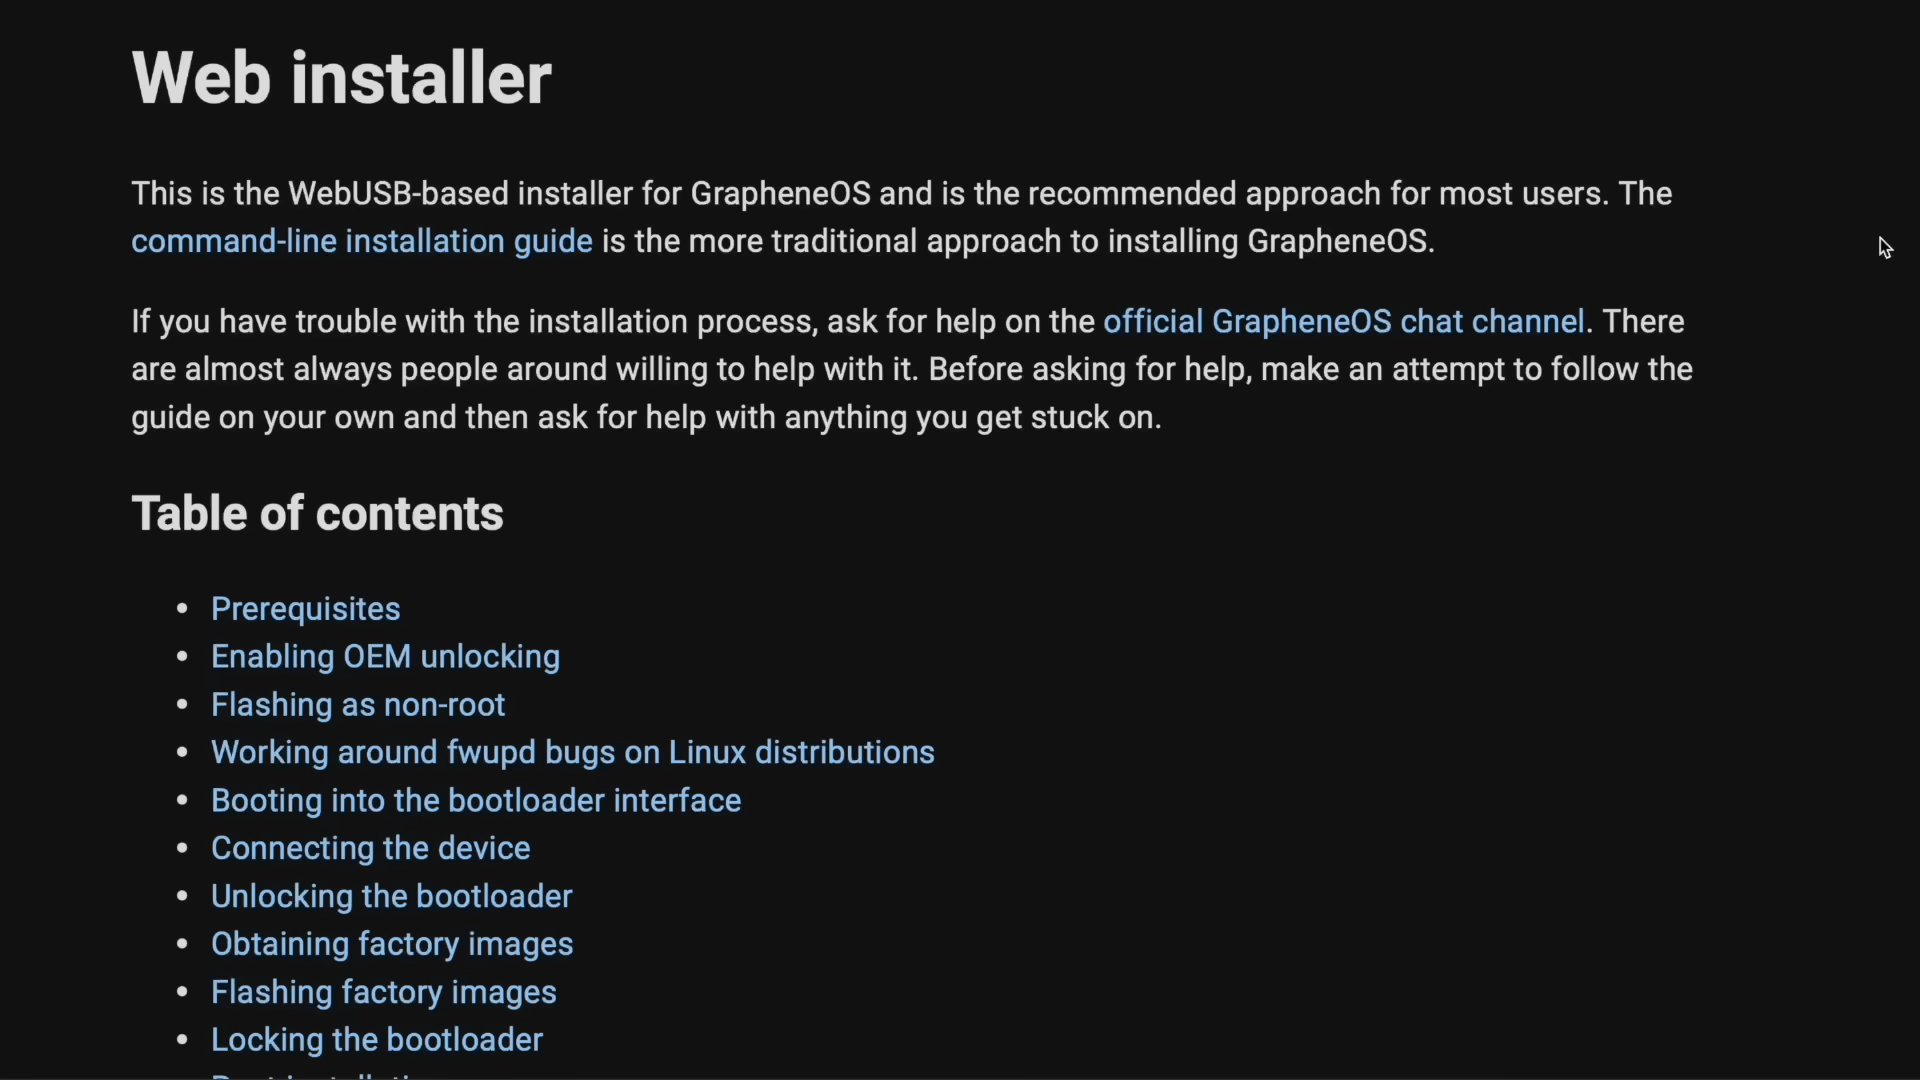 Web installer
This is the WebUSB-based installer for GrapheneOS and is the recommended approach for most users. The
command-line installation guide is the more traditional approach to installing GrapheneOS.
If you have trouble with the installation process, ask for help on the official GrapheneOS chat channel. There
are almost always people around willing to help with it. Before asking for help, make an attempt to follow the
guide on your own and then ask for help with anything you get stuck on.
Table of contents
Prerequisites
Enabling OEM unlocking
Flashing as non-root
Working around fwupd bugs on Linux distributions
Booting into the bootloader interface
Connecting the device
Unlocking the bootloader
Obtaining factory images
Flashing factory images
Locking the bootloader